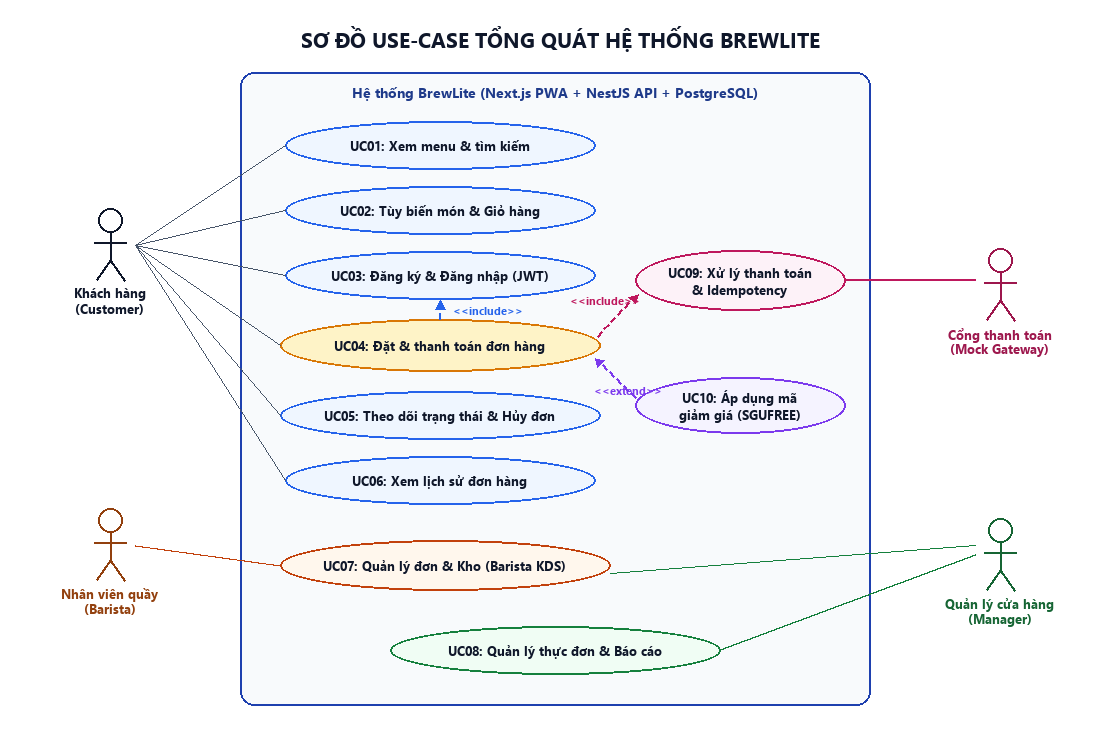 SƠ ĐỒ USE-CASE TỔNG QUÁT HỆ THỐNG BREWLITE
Hệ thống BrewLite (Next.js PWA + NestJS API + PostgreSQL)
UC01: Xem menu & tìm kiếm
UC02: Tùy biến món & Giỏ hàng
UC03: Đăng ký & Đăng nhập (JWT)
<<include>>
UC04: Đặt & thanh toán đơn hàng
UC05: Theo dõi trạng thái & Hủy đơn
UC06: Xem lịch sử đơn hàng
UC07: Quản lý đơn & Kho (Barista KDS)
UC08: Quản lý thực đơn & Báo cáo
UC09: Xử lý thanh toán
& Idempotency
<<include>>
<<extend>>
UC10: Áp dụng mã
giảm giá (SGUFREE)
Khách hàng
(Customer)
Nhân viên quầy
(Barista)
Cổng thanh toán
(Mock Gateway)
Quản lý cửa hàng
(Manager)